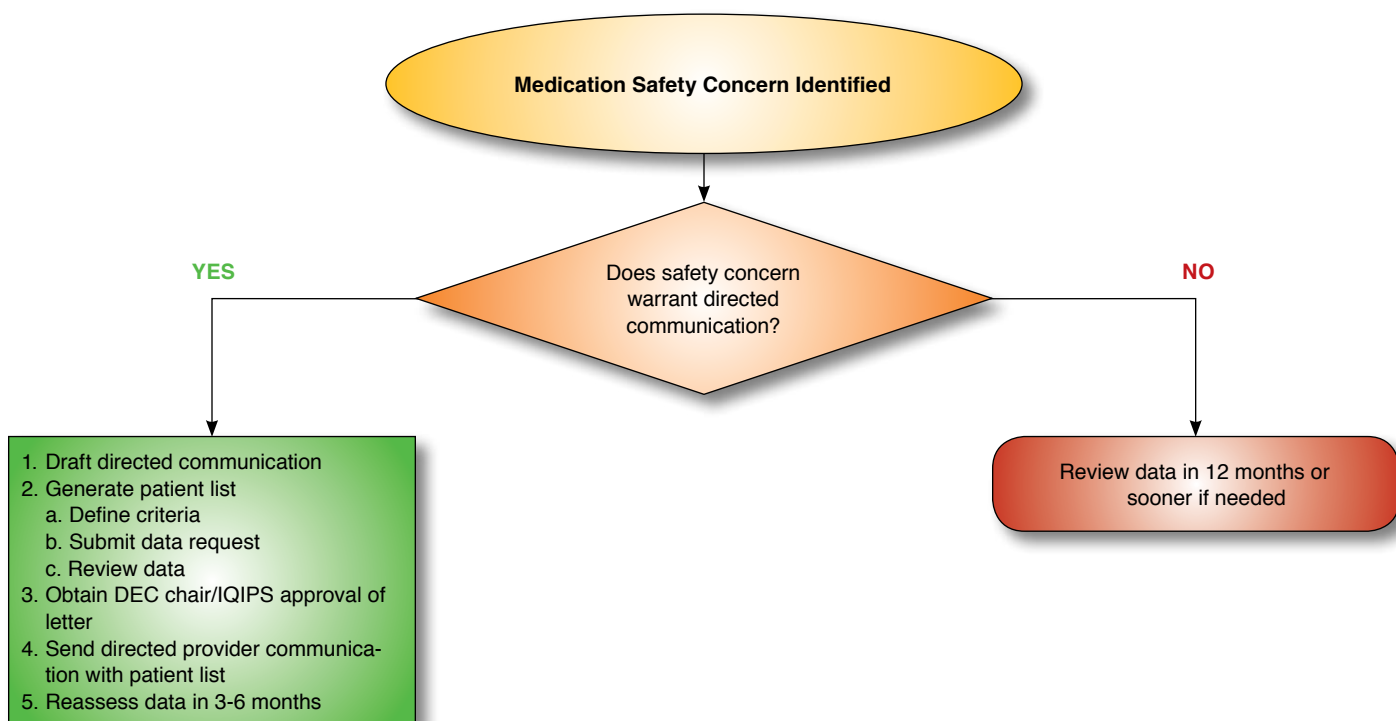 Medication Safety Concern Identified
Does safety concern
warrant directed
communication?
YES
NO
1. Draft directed communication
2. Generate patient list
a. Define criteria
b. Submit data request
c. Review data
3. Obtain DEC chair/IQIPS approval of
letter
4. Send directed provider communica-
tion with patient list
5. Reassess data in 3-6 months
Review data in 12 months or
sooner if needed